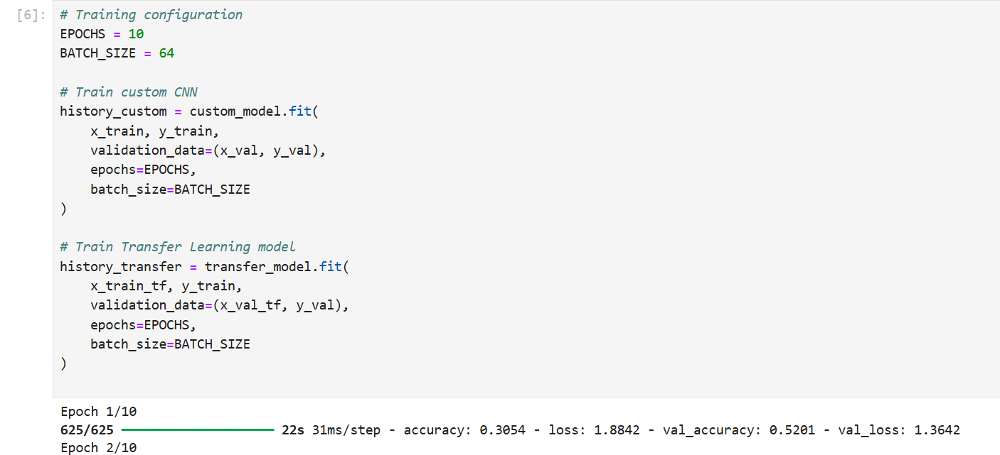 [6]:
# Training configuration
EPOCHS = 10
BATCH_SIZE = 64

# Train custom CNN
history_custom = custom_model.fit(
    x_train, y_train,
    validation_data=(x_val, y_val),
    epochs=EPOCHS,
    batch_size=BATCH_SIZE
)

# Train Transfer Learning model
history_transfer = transfer_model.fit(
    x_train_tf, y_train,
    validation_data=(x_val_tf, y_val),
    epochs=EPOCHS,
    batch_size=BATCH_SIZE
)

Epoch 1/10
625/625 22s 31ms/step - accuracy: 0.3054 - loss: 1.8842 - val_accuracy: 0.5201 - val_loss: 1.3642
Epoch 2/10